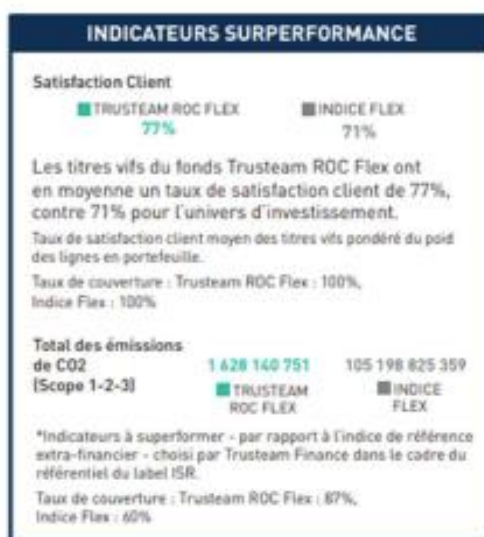 INDICATEURS SURPERFORMANCE
Satisfaction Client
TRUSTEAM ROC FLEX INDICE FLEX
77% 71%
Les titres vifs du fonds Trusteam ROC Flex ont
en moyenne un taux de satisfaction client de 77%,
contre 71% pour l'univers d'investissement.
Taux de satisfaction client moyen des titres vifs pondéré du poid
des lignes en portefeuille.
Taux de couverture : Trusteam ROC Flex : 100%,
Indice Flex : 100%
Total des émissions
de CO2 1 628 140 751 105 198 825 359
(Scope 1-2-3) TRUSTEAM INDICE
ROC FLEX FLEX
*Indicateurs à superformer - par rapport à l'indice de référence
extra-financier - choisi par Trusteam Finance dans le cadre du
référentiel du label ISR.
Taux de couverture : Trusteam ROC Flex : 87%,
Indice Flex : 60%